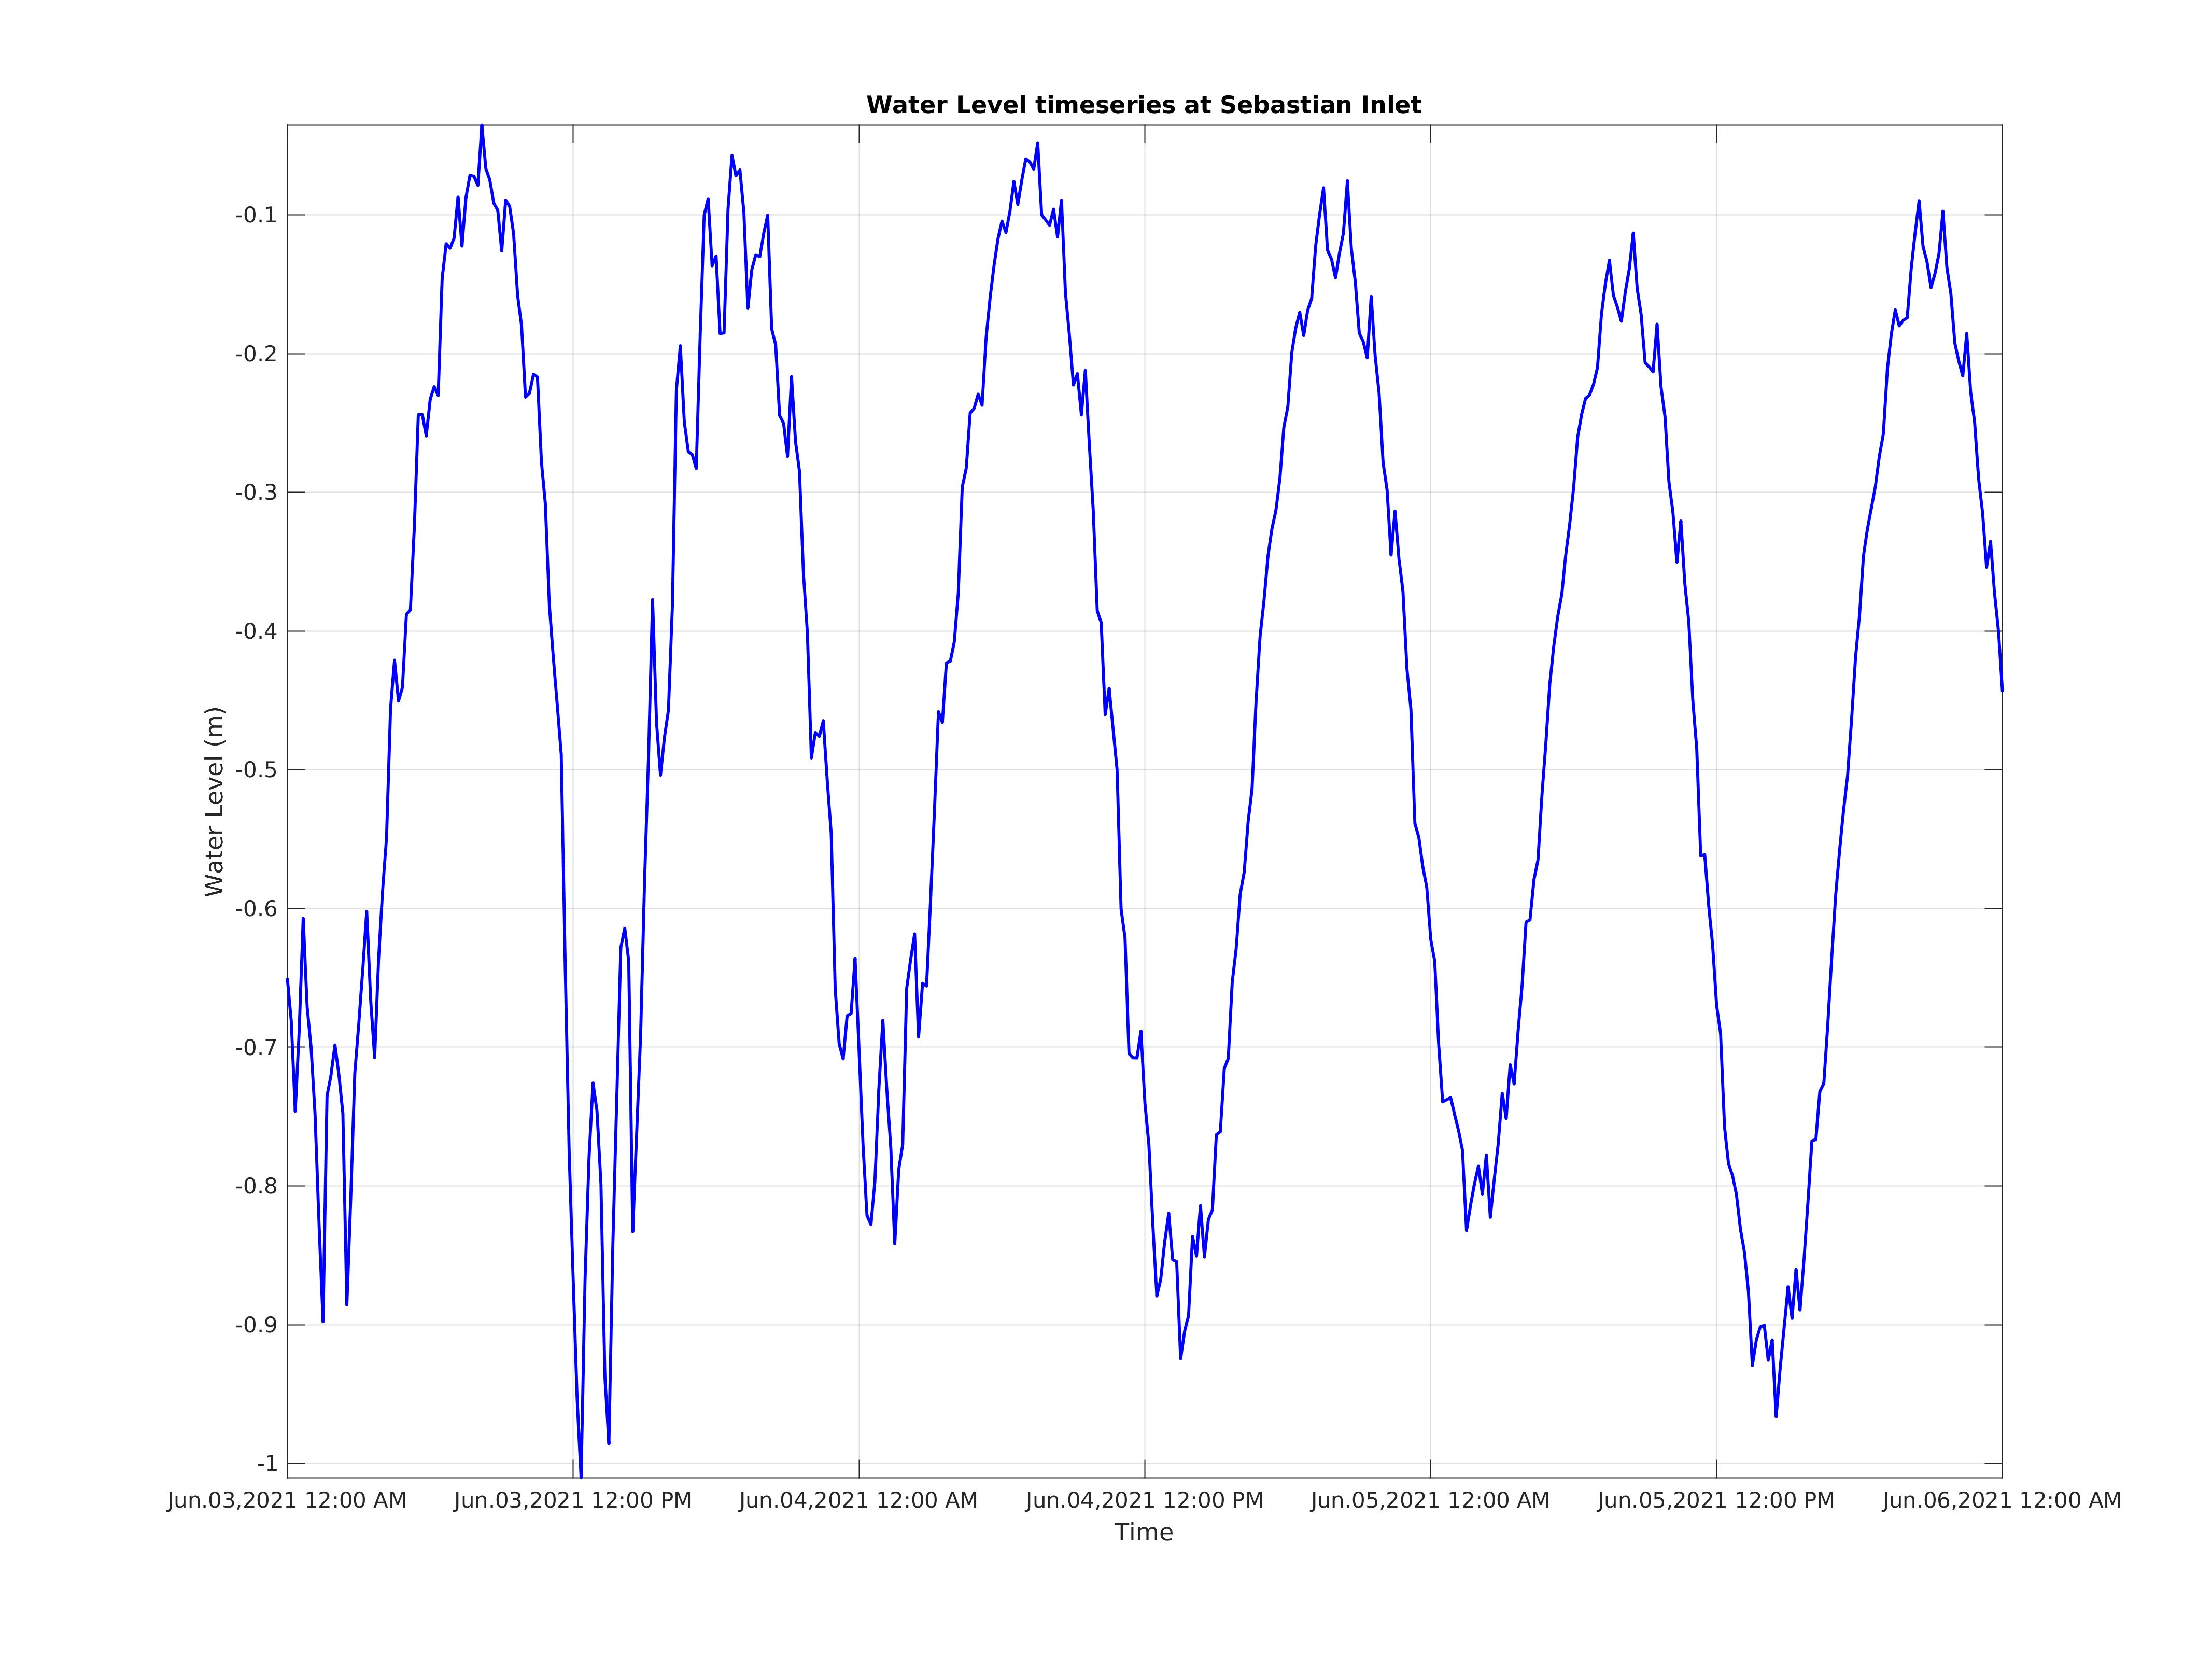 Water Level timeseries at Sebastian Inlet
-0.1
-0.2
-0.3
-0.4
-0.5
-0.6
-0.7
-0.8
-0.9
-1
Water Level (m)
Jun.03,2021 12:00 AM Jun.03,2021 12:00 PM Jun.04,2021 12:00 AM Jun.04,2021 12:00 PM Jun.05,2021 12:00 AM Jun.05,2021 12:00 PM Jun.06,2021 12:00 AM
Time